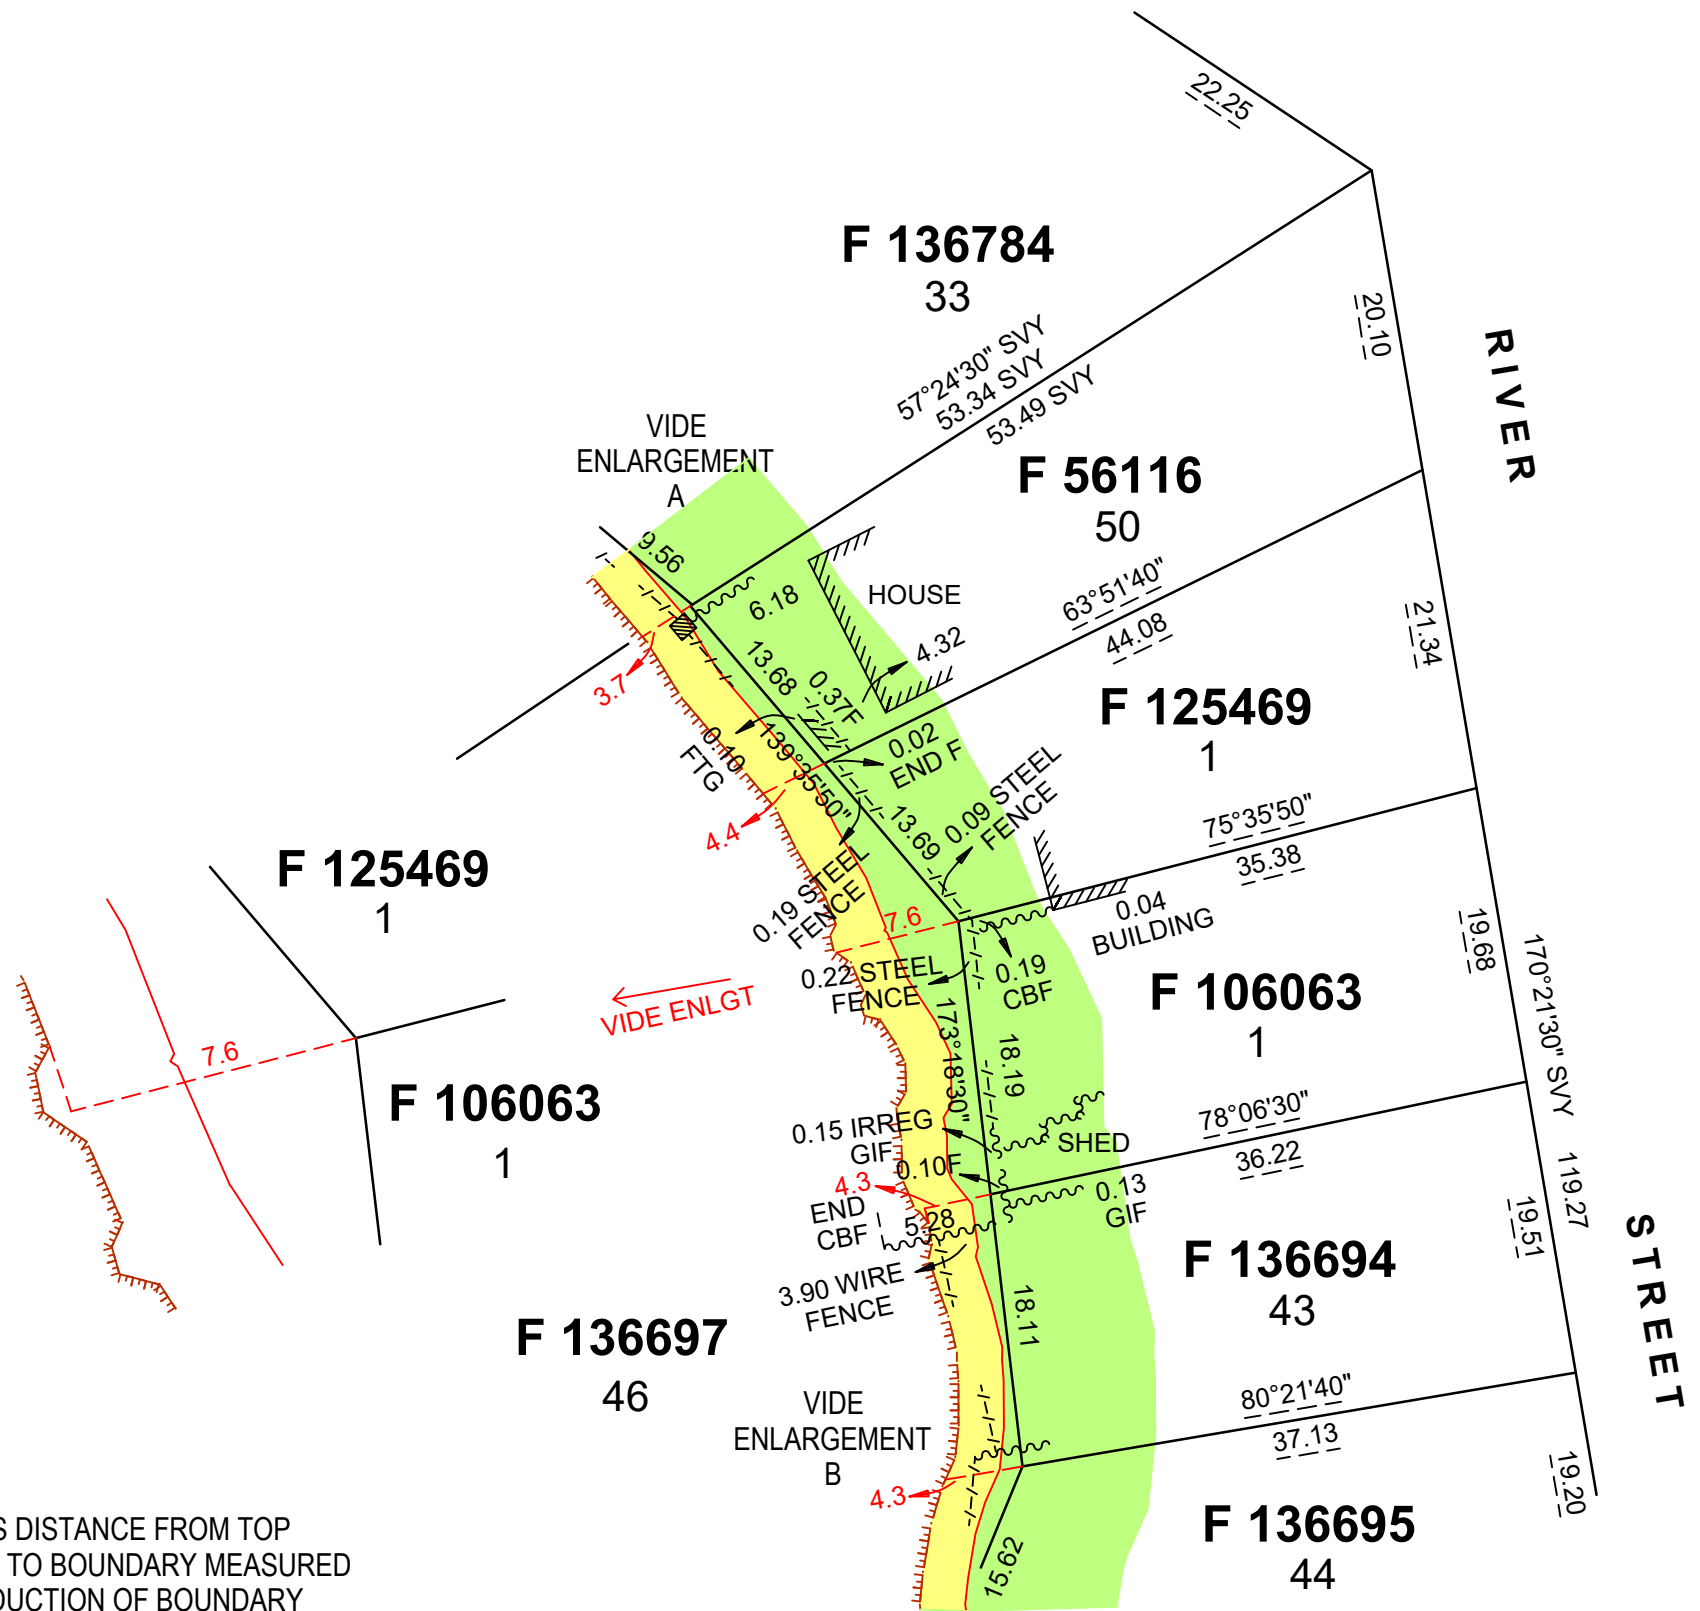 22.25
F 136784
33
20.10
RIVER
57°24'30" SVY
53.34 SVY
53.49 SVY
VIDE
ENLARGEMENT
A
F 56116
50
9.56
6.18
HOUSE
63°51'40"
44.08
21.34
4.32
13.68
0.37F
3.7
F 125469
1
0.10
FTG
139°35'50"
0.02
END F
0.09 STEEL
FENCE
13.69
4.4
75°35'50"
35.38
F 125469
1
0.19 STEEL
FENCE
7.6
0.04
BUILDING
19.68
170°21'30" SVY
0.22 STEEL
FENCE
0.19
CBF
VIDE ENLGT
F 106063
1
173°18'30"
18.19
7.6
F 106063
1
0.15 IRREG
GIF
SHED
78°06'30"
36.22
119.27
0.10F
4.3
0.13
GIF
END
CBF
5.28
19.51
STREET
F 136694
43
3.90 WIRE
FENCE
18.11
F 136697
46
VIDE
ENLARGEMENT
B
80°21'40"
37.13
19.20
4.3
F 136695
44
S DISTANCE FROM TOP
TO BOUNDARY MEASURED
DUCTION OF BOUNDARY
15.62